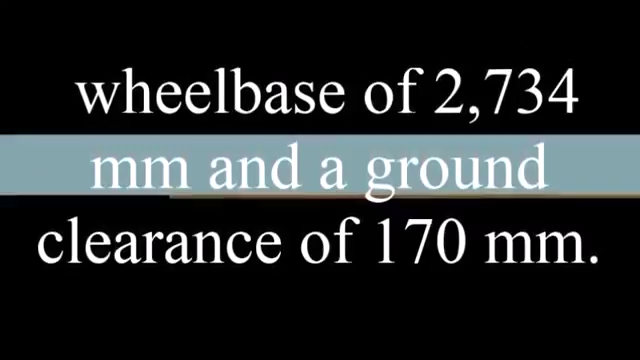 wheelbase of 2,734
mm and a ground
clearance of 170 mm.